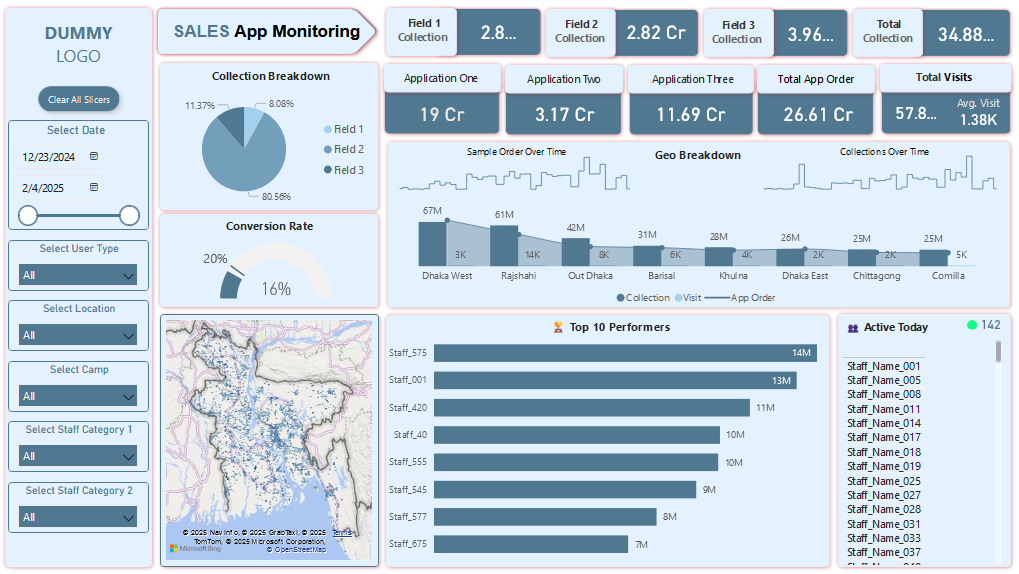 DUMMY
LOGO
Clear All Slicers
Select Date
12/23/2024
2/4/2025
Select User Type
All
Select Location
All
Select Camp
All
Select Staff Category 1
All
Select Staff Category 2
All
SALES App Monitoring
Field 1
Collection
2.8...
Field 2
Collection
2.82 Cr
Field 3
Collection
3.96...
Total
Collection
34.88...
Application One
19 Cr
Application Two
3.17 Cr
Application Three
11.69 Cr
Total App Order
26.61 Cr
Total Visits
57.8...
Avg. Visit
1.38K
Collection Breakdown
11.37%
8.08%
80.56%
Field 1
Field 2
Field 3
Conversion Rate
20%
16%
Sample Order Over Time
Geo Breakdown
Collections Over Time
67M
61M
42M
31M
28M
26M
25M
25M
3K
14K
8K
6K
4K
2K
2K
5K
Dhaka West
Rajshahi
Out Dhaka
Barisal
Khulna
Dhaka East
Chittagong
Comilla
Collection
Visit
App Order
© 2025 NavInfo, © 2025 GrabTaxi, © 2025 Terms
TomTom, © 2025 Microsoft Corporation,
© OpenStreetMap
Microsoft Bing
Top 10 Performers
Staff_575
14M
Staff_001
13M
Staff_420
11M
Staff_40
10M
Staff_555
10M
Staff_545
9M
Staff_577
8M
Staff_675
7M
Active Today
142
Staff_Name_001
Staff_Name_005
Staff_Name_008
Staff_Name_011
Staff_Name_014
Staff_Name_017
Staff_Name_018
Staff_Name_019
Staff_Name_025
Staff_Name_027
Staff_Name_028
Staff_Name_031
Staff_Name_033
Staff_Name_037